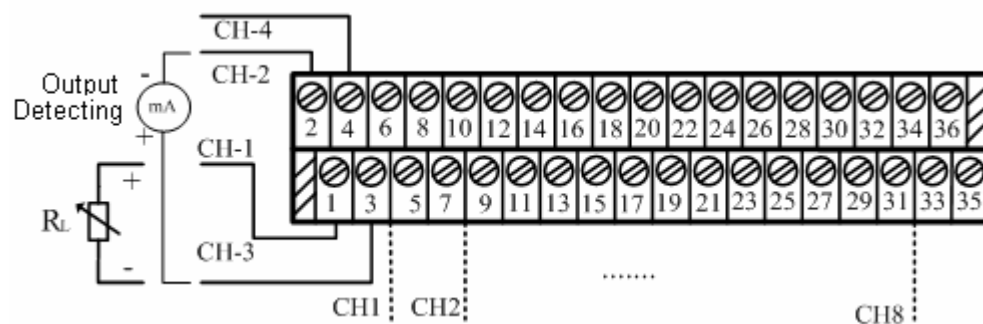 CH-4
CH-2
Output
Detecting
-
mA
+
CH-1
+
RL
-
CH-3
2 4 6 8 10 12 14 16 18 20 22 24 26 28 30 32 34 36
1 3 5 7 9 11 13 15 17 19 21 23 25 27 29 31 33 35
CH1 CH2 ....... CH8